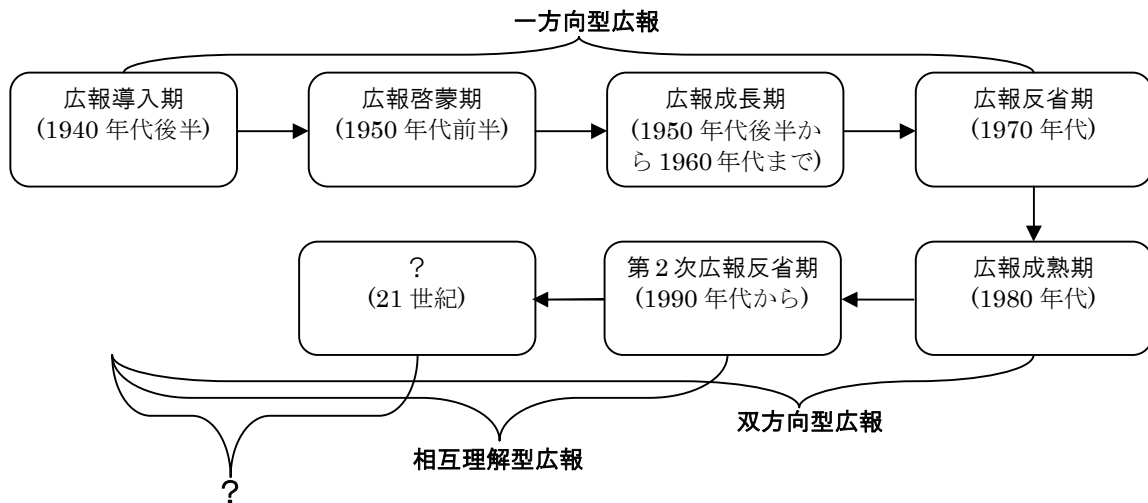 一方向型広報
広報導入期
(1940 年代後半)
広報啓蒙期
(1950 年代前半)
広報成長期
(1950 年代後半か
ら 1960 年代まで)
広報反省期
(1970 年代)
?
(21 世紀)
第2次広報反省期
(1990 年代から)
広報成熟期
(1980 年代)
双方向型広報
相互理解型広報
?